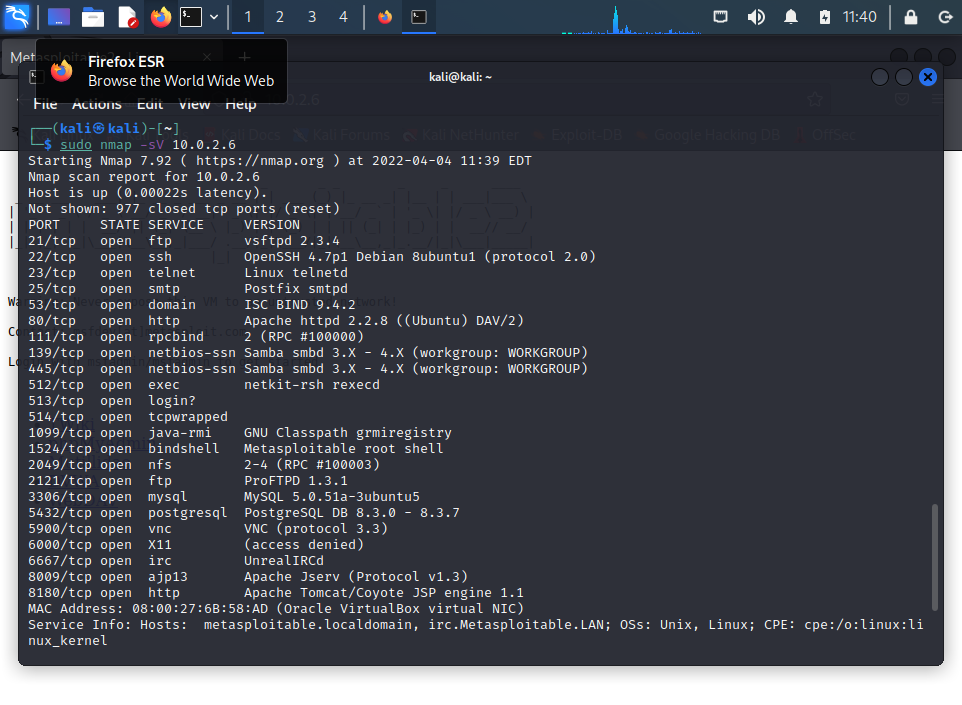 1 2 3 4 11:40
Firefox ESR
Browse the World Wide Web
kali@kali: ~
File Actions Edit View Help
Kali Docs Kali Forums Kali NetHunter Exploit-DB Google Hacking DB OffSec
┌──(kali㉿kali)-[~]
└─$ sudo nmap -sV 10.0.2.6
Starting Nmap 7.92 ( https://nmap.org ) at 2022-04-04 11:39 EDT
Nmap scan report for 10.0.2.6
Host is up (0.00022s latency).
Not shown: 977 closed tcp ports (reset)
PORT     STATE SERVICE     VERSION
21/tcp   open  ftp         vsftpd 2.3.4
22/tcp   open  ssh         OpenSSH 4.7p1 Debian 8ubuntu1 (protocol 2.0)
23/tcp   open  telnet      Linux telnetd
25/tcp   open  smtp        Postfix smtpd
53/tcp   open  domain      ISC BIND 9.4.2
80/tcp   open  http        Apache httpd 2.2.8 ((Ubuntu) DAV/2)
111/tcp  open  rpcbind     2 (RPC #100000)
139/tcp  open  netbios-ssn Samba smbd 3.X - 4.X (workgroup: WORKGROUP)
445/tcp  open  netbios-ssn Samba smbd 3.X - 4.X (workgroup: WORKGROUP)
512/tcp  open  exec        netkit-rsh rexecd
513/tcp  open  login?
514/tcp  open  tcpwrapped
1099/tcp open  java-rmi    GNU Classpath grmiregistry
1524/tcp open  bindshell   Metasploitable root shell
2049/tcp open  nfs         2-4 (RPC #100003)
2121/tcp open  ftp         ProFTPD 1.3.1
3306/tcp open  mysql       MySQL 5.0.51a-3ubuntu5
5432/tcp open  postgresql  PostgreSQL DB 8.3.0 - 8.3.7
5900/tcp open  vnc         VNC (protocol 3.3)
6000/tcp open  X11         (access denied)
6667/tcp open  irc         UnrealIRCd
8009/tcp open  ajp13       Apache Jserv (Protocol v1.3)
8180/tcp open  http        Apache Tomcat/Coyote JSP engine 1.1
MAC Address: 08:00:27:6B:58:AD (Oracle VirtualBox virtual NIC)
Service Info: Hosts:  metasploitable.localdomain, irc.Metasploitable.LAN; OSs: Unix, Linux; CPE: cpe:/o:linux:li
nux_kernel